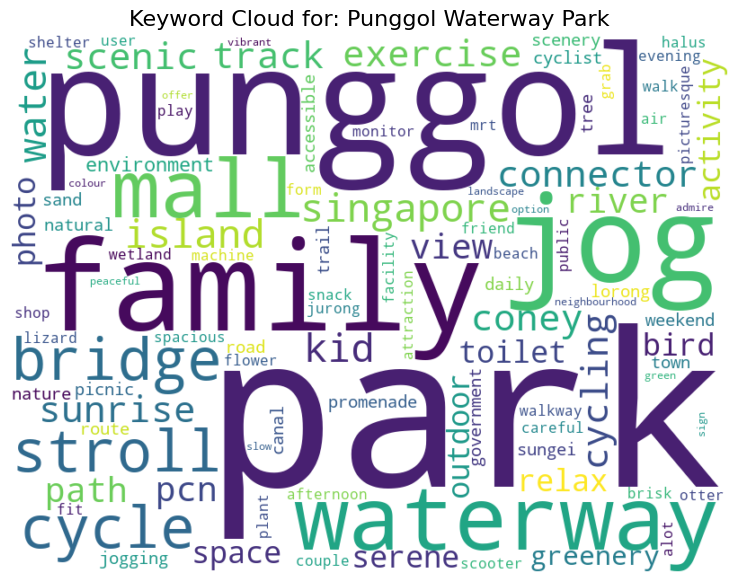 Keyword Cloud for: Punggol Waterway Park
shelter user vibrant scenery halus
scenic track exercise cyclist evening
punggol
water offer play accessible monitor mrt tree grab walk air picturesque activity
environment colour form landscape connector
mall singapore option river admire
photo sand natural island friend public jog
family view beach
wetland machine trail facility daily lorong
peaceful snack neighbourhood
shop jurong attraction coney weekend
lizard spacious road kid toilet bird
bridge flower town
nature picnic green
park
sunrise promenade walkway cycling
route canal slow government careful sign
stroll outdoor sungei
path pcn relax
afternoon brisk otter
fit plant waterway
cycle alot
jogging space couple serene scooter greenery